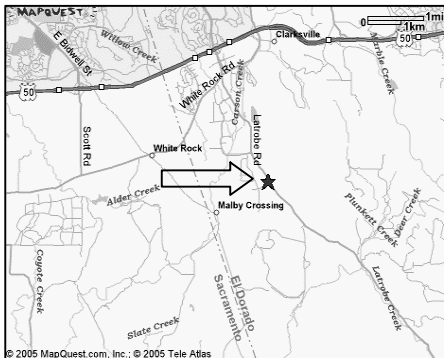 MAPQUEST
0 1mi
1km
E Bidwell St
Willow Creek
Clarksville
50
50
Marble Creek
White Rock Rd
Carson Creek
50
Scott Rd
Latrobe Rd
White Rock
Alder Creek
Malby Crossing
Plunkett Creek
Deer Creek
Coyote Creek
El Dorado
Sacramento
Latrobe Creek
Slate Creek
© 2005 MapQuest.com, Inc.; © 2005 Tele Atlas